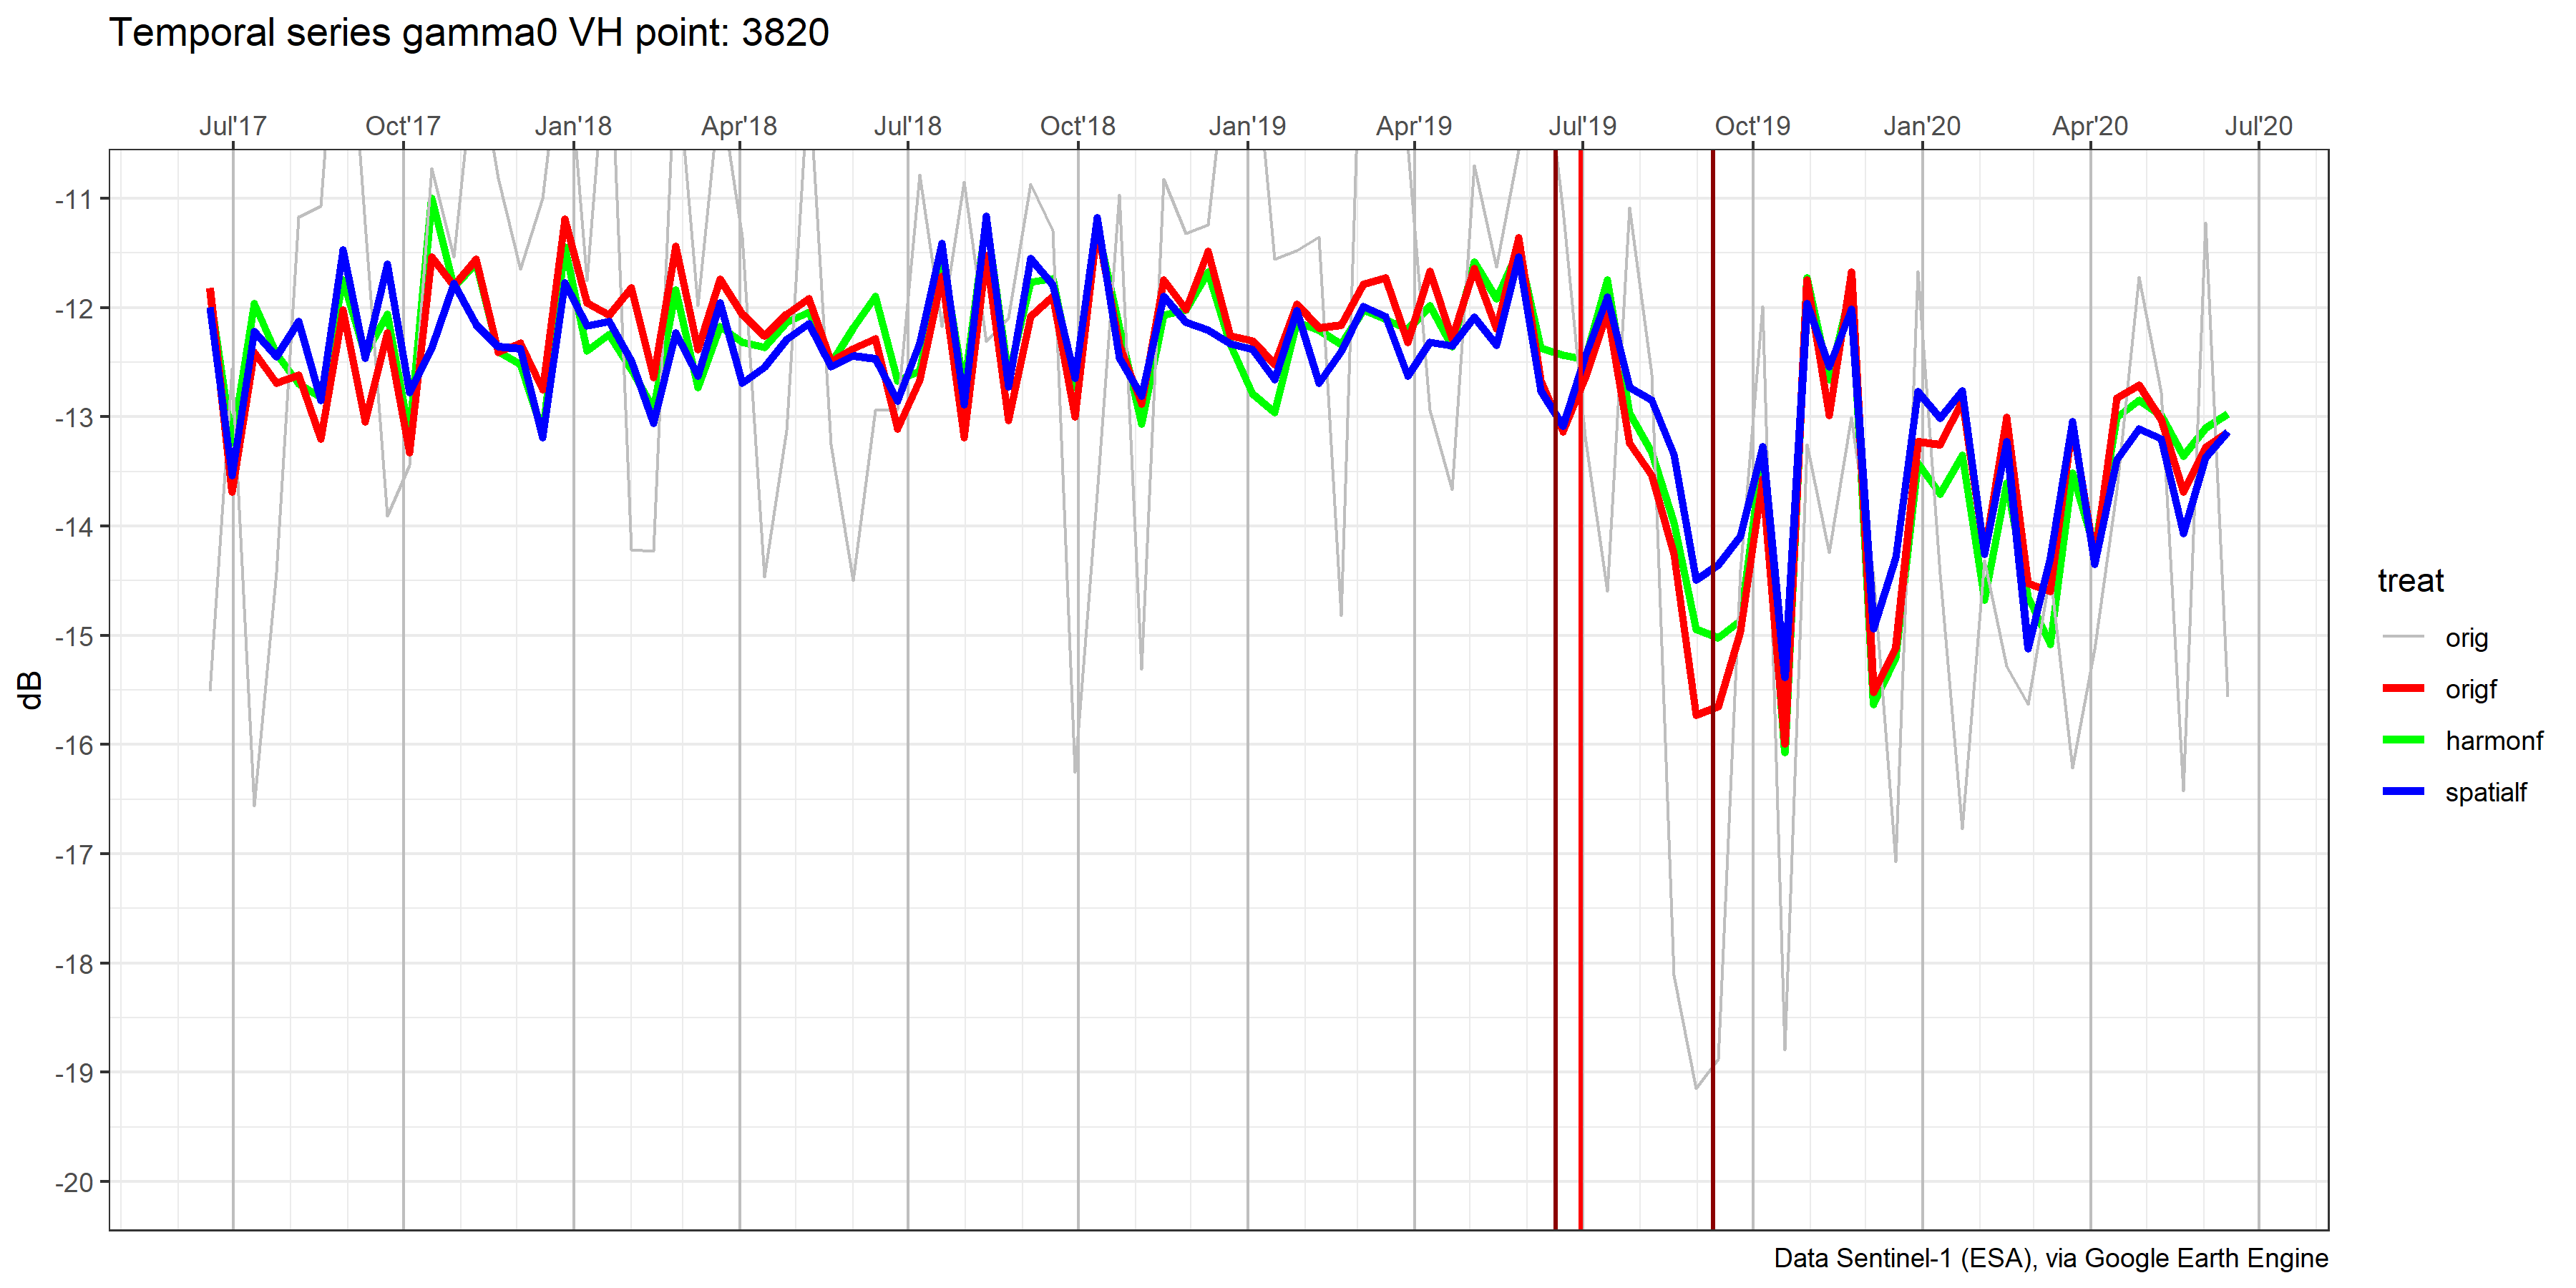 Temporal series gamma0 VH point: 3820
Jul'17 Oct'17 Jan'18 Apr'18 Jul'18 Oct'18 Jan'19 Apr'19 Jul'19 Oct'19 Jan'20 Apr'20 Jul'20
-11
-12
-13
-14
-15
-16
-17
-18
-19
-20
dB
treat
orig
origf
harmonf
spatialf
Data Sentinel-1 (ESA), via Google Earth Engine